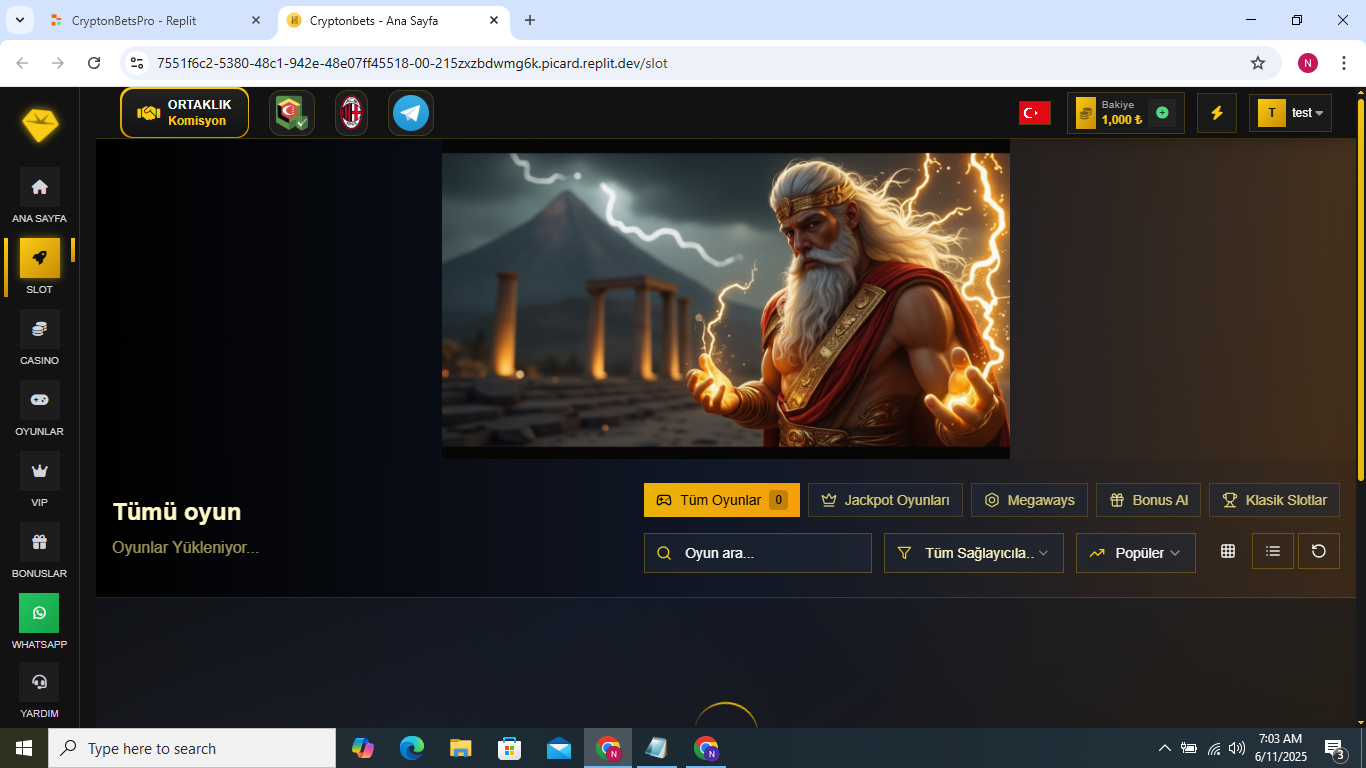 CryptonBetsPro - Replit
Cryptonbets - Ana Sayfa
7551f6c2-5380-48c1-942e-48e07ff45518-00-215zxzbdwmg6k.picard.replit.dev/slot
N
ORTAKLIK
Komisyon
Bakiye
1,000 ₺
T
test
ANA SAYFA
SLOT
CASINO
OYUNLAR
VIP
BONUSLAR
WHATSAPP
YARDIM
Tüm Oyunlar 0
Jackpot Oyunları
Megaways
Bonus Al
Klasik Slotlar
Tümü oyun
Oyunlar Yükleniyor...
Oyun ara...
Tüm Sağlayıcıla..
Popüler
Type here to search
N
N
7:03 AM
6/11/2025
3